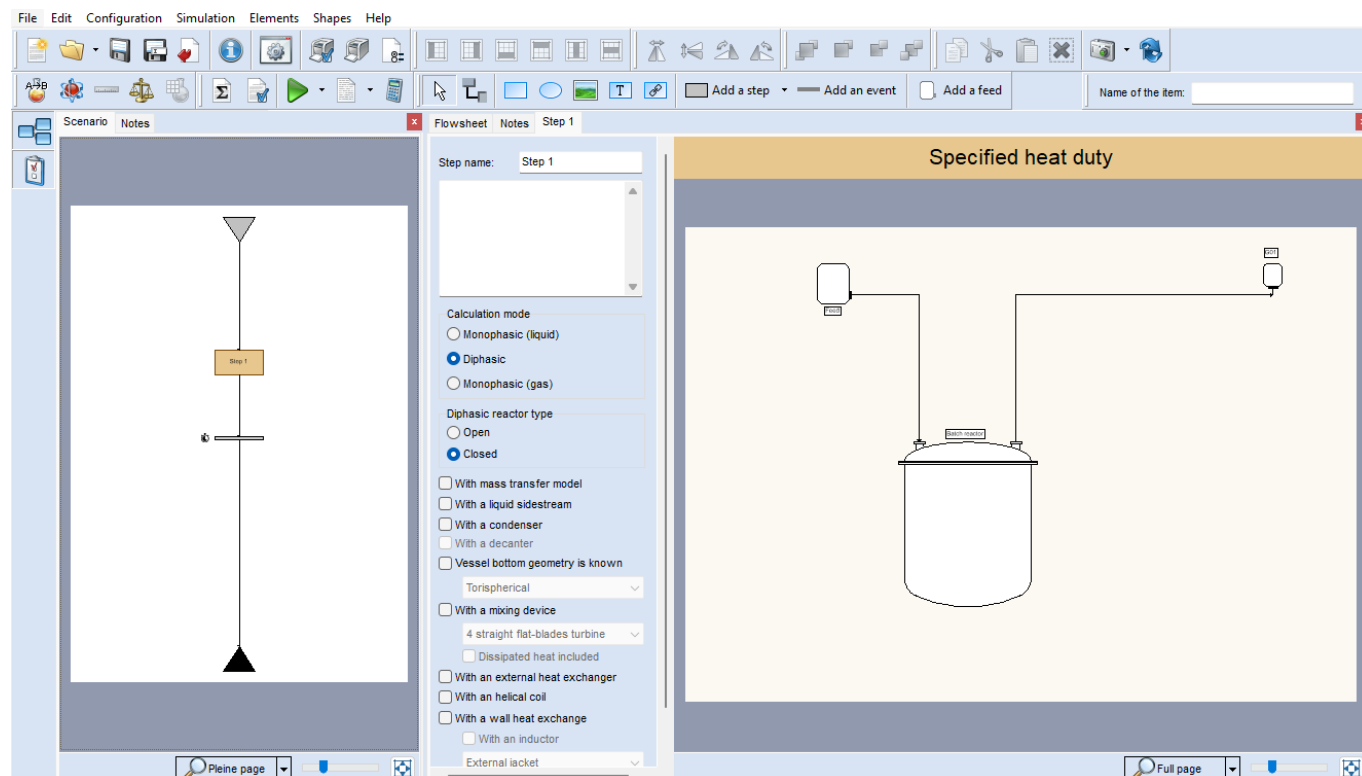 File Edit Configuration Simulation Elements Shapes Help
8=
A→B Σ T Add a step Add an event Add a feed Name of the item:
Scenario Notes x
Step 1
Pleine page
Flowsheet Notes Step 1
Step name: Step 1
Calculation mode
Monophasic (liquid)
Diphasic
Monophasic (gas)
Diphasic reactor type
Open
Closed
With mass transfer model
With a liquid sidestream
With a condenser
With a decanter
Vessel bottom geometry is known
Torispherical
With a mixing device
4 straight flat-blades turbine
Dissipated heat included
With an external heat exchanger
With an helical coil
With a wall heat exchange
With an inductor
External jacket
Specified heat duty
G01
Feed
Batch reactor
Full page